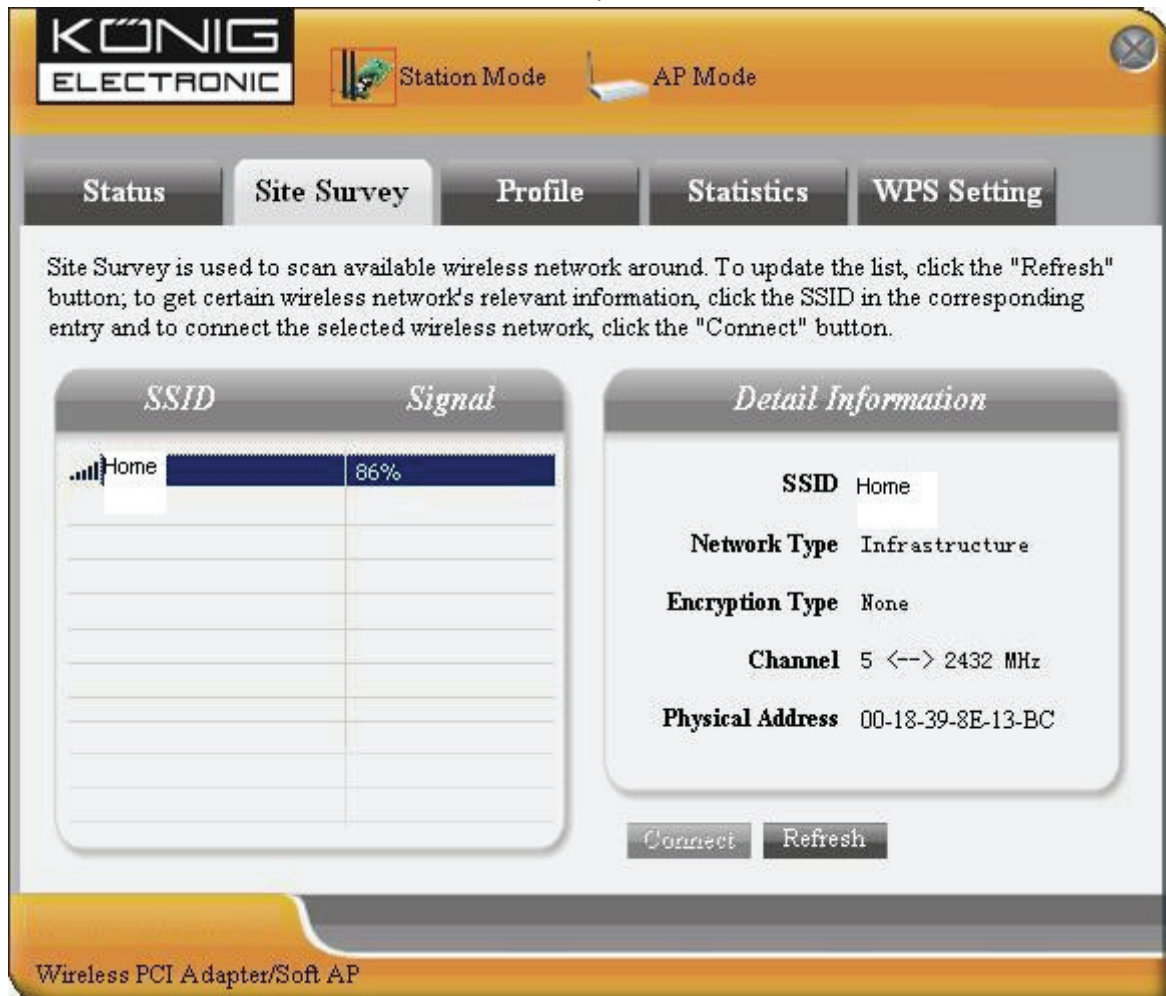 KÖNIG
ELECTRONIC
Station Mode
AP Mode
Status
Site Survey
Profile
Statistics
WPS Setting
Site Survey is used to scan available wireless network around. To update the list, click the "Refresh"
button; to get certain wireless network's relevant information, click the SSID in the corresponding
entry and to connect the selected wireless network, click the "Connect" button.
SSID Signal
Home 86%
Detail Information
SSID Home
Network Type Infrastructure
Encryption Type None
Channel 5 <--> 2432 MHz
Physical Address 00-18-39-8E-13-BC
Connect Refresh
Wireless PCI Adapter/Soft AP